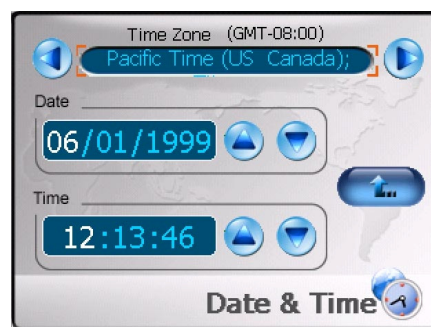 Time Zone (GMT-08:00)
Pacific Time (US Canada);
Date
06/01/1999
Time
12:13:46
Date & Time